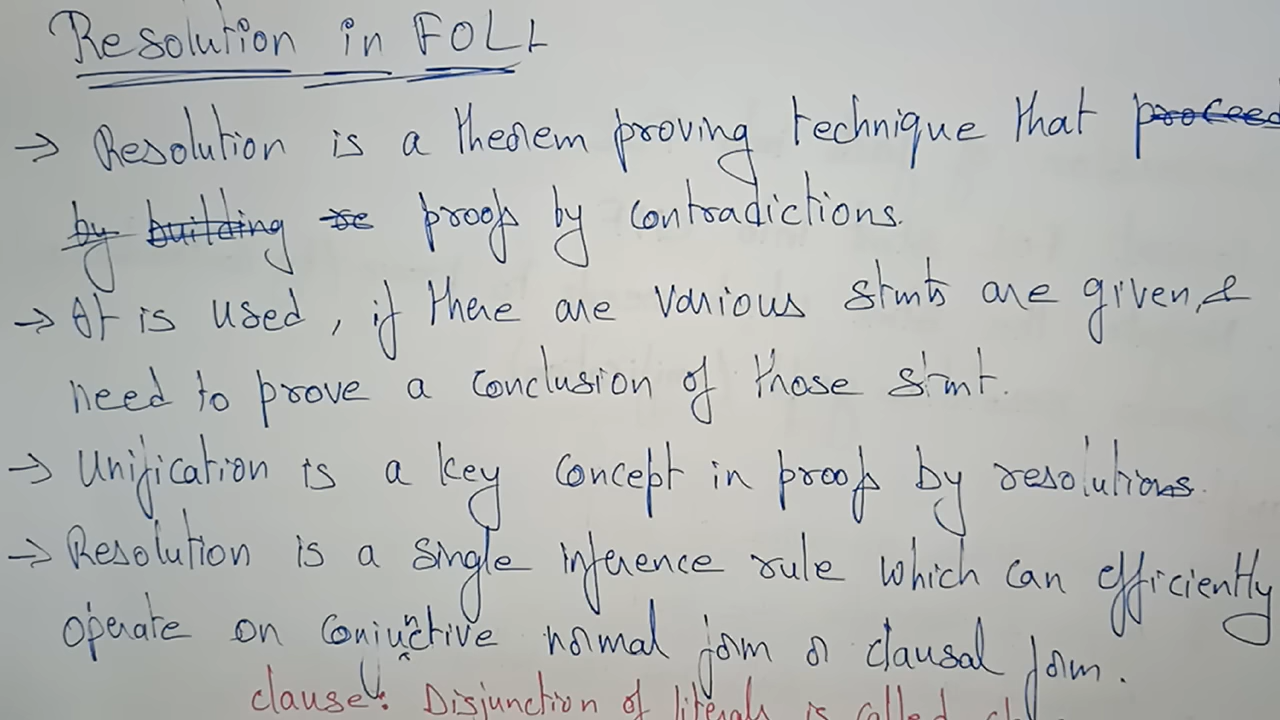 Resolution in FOLL
→ Resolution is a theorem proving technique that proceed
by building re proofs by contradictions.
→ It is used, if there are various stmts are given, &
need to prove a conclusion of those stmt.
→ Unification is a key concept in proofs by resolutions.
→ Resolution is a single inference rule which can efficiently
operate on conjunctive normal form or clausal form.
clause: Disjunction of literals is called